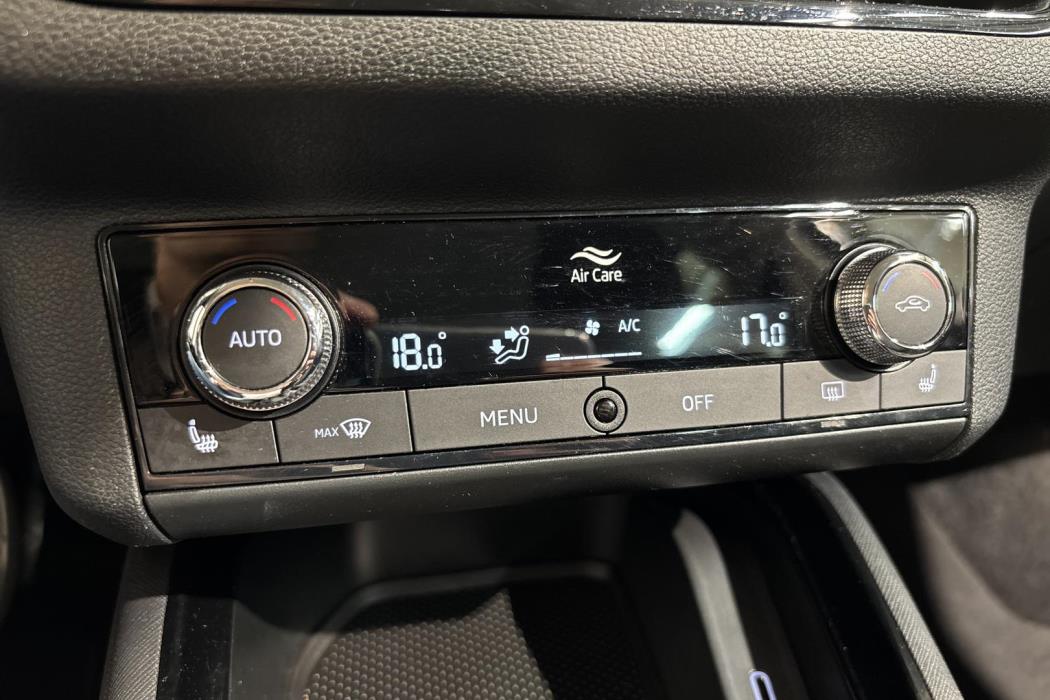 Air Care
AUTO
18.0°
A/C
17.0°
MAX
MENU
OFF